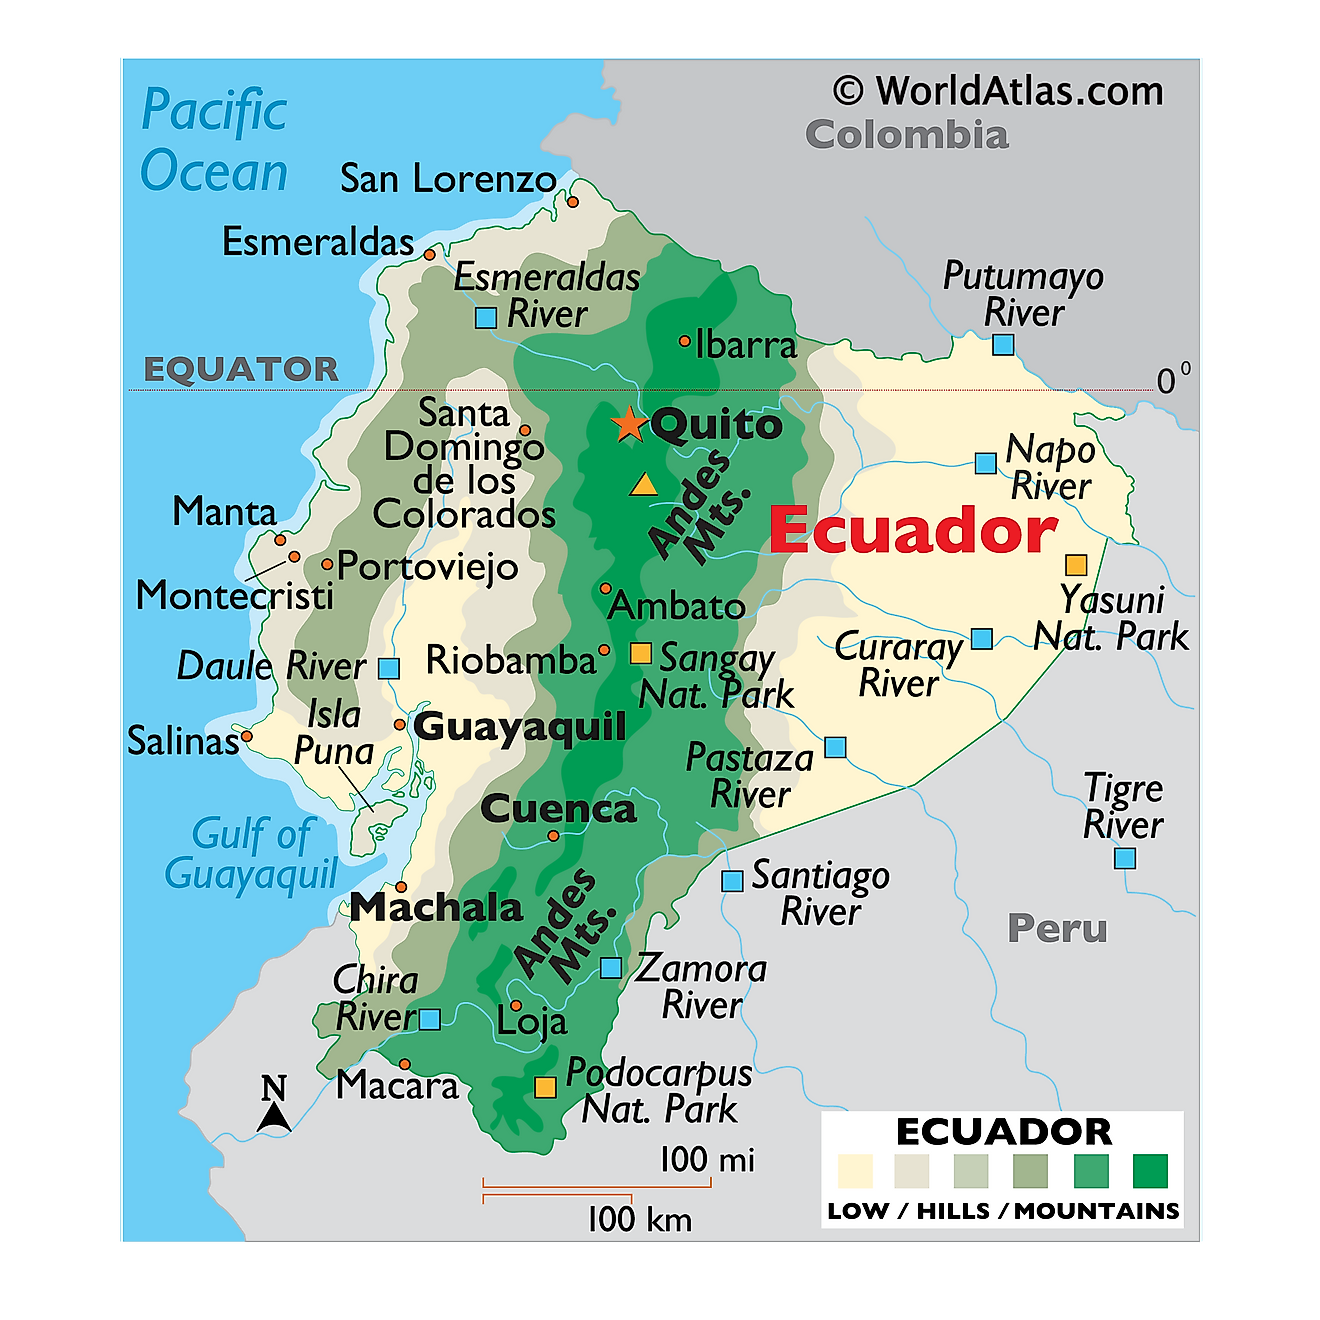 © WorldAtlas.com
Pacific
Ocean
Colombia
San Lorenzo
Esmeraldas
Esmeraldas
River
Putumayo
River
Ibarra
EQUATOR
0°
Santa
Domingo
de los
Colorados
Quito
Napo
River
Andes
Mts.
Manta
Ecuador
Portoviejo
Montecristi
Yasuni
Nat. Park
Ambato
Curaray
River
Daule River
Riobamba
Sangay
Nat. Park
Isla
Puna
Guayaquil
Salinas
Pastaza
River
Tigre
River
Cuenca
Gulf of
Guayaquil
Santiago
River
Machala
Andes
Mts.
Peru
Chira
River
Zamora
River
Loja
Macara
Podocarpus
Nat. Park
N
100 mi
100 km
ECUADOR
LOW / HILLS / MOUNTAINS